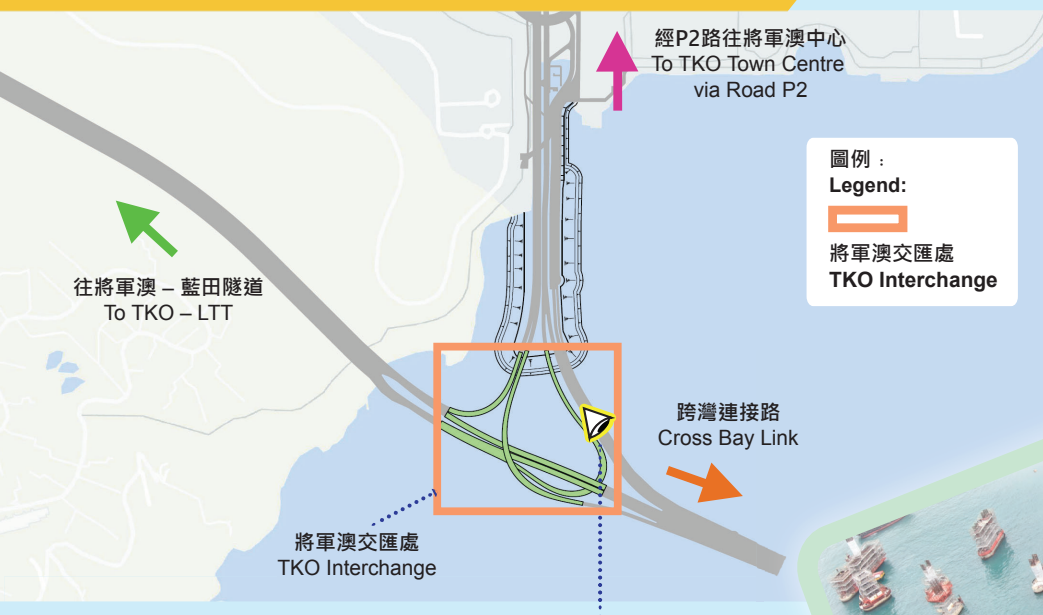 經P2路往將軍澳中心
To TKO Town Centre
via Road P2
圖例：
Legend:
將軍澳交匯處
TKO Interchange
往將軍澳 – 藍田隧道
To TKO – LTT
跨灣連接路
Cross Bay Link
將軍澳交匯處
TKO Interchange